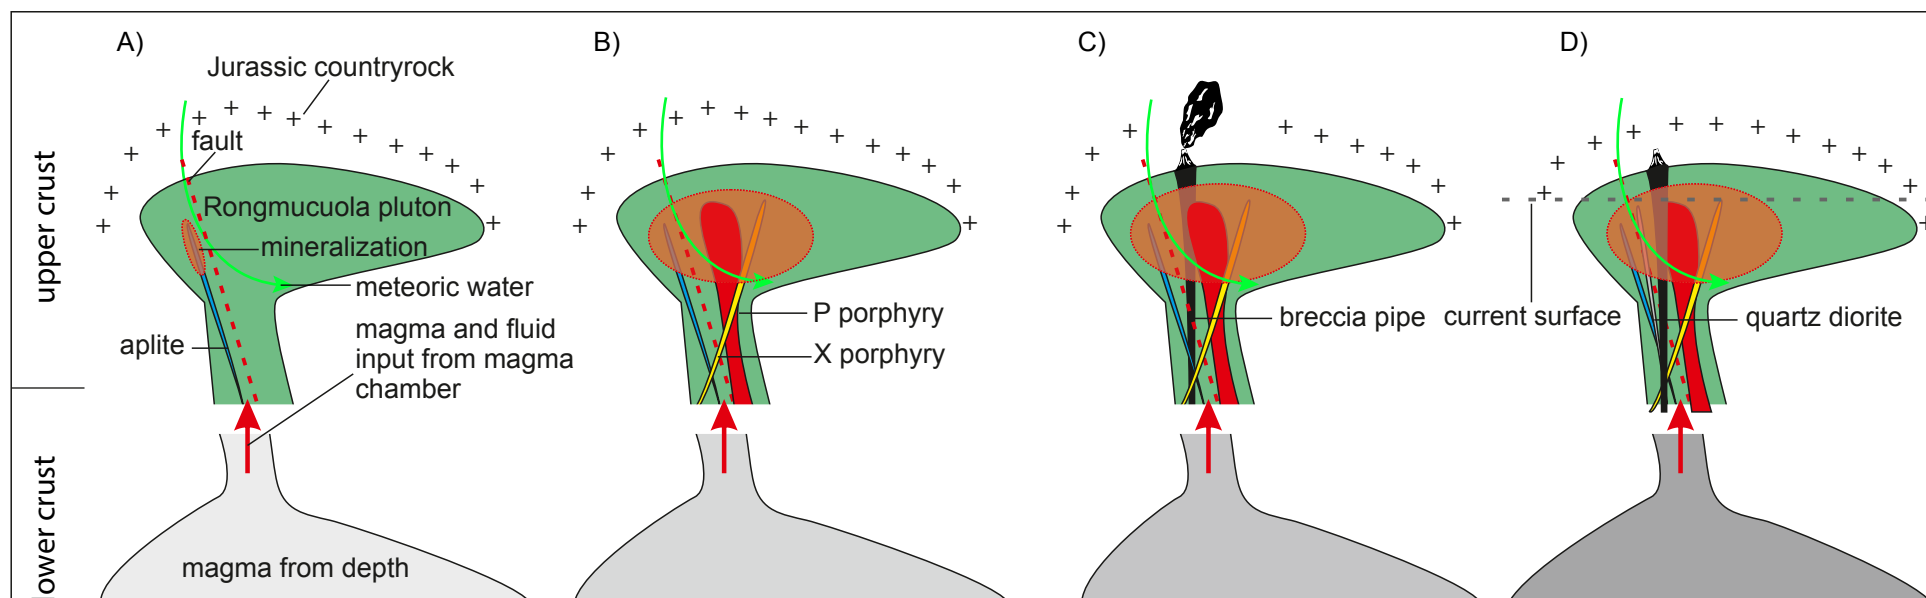 A)
B)
C)
D)
Jurassic countryrock
fault
Rongmucuola pluton
mineralization
meteoric water
aplite
magma and fluid
input from magma
chamber
magma from depth
P porphyry
X porphyry
breccia pipe
current surface
quartz diorite
upper crust
lower crust